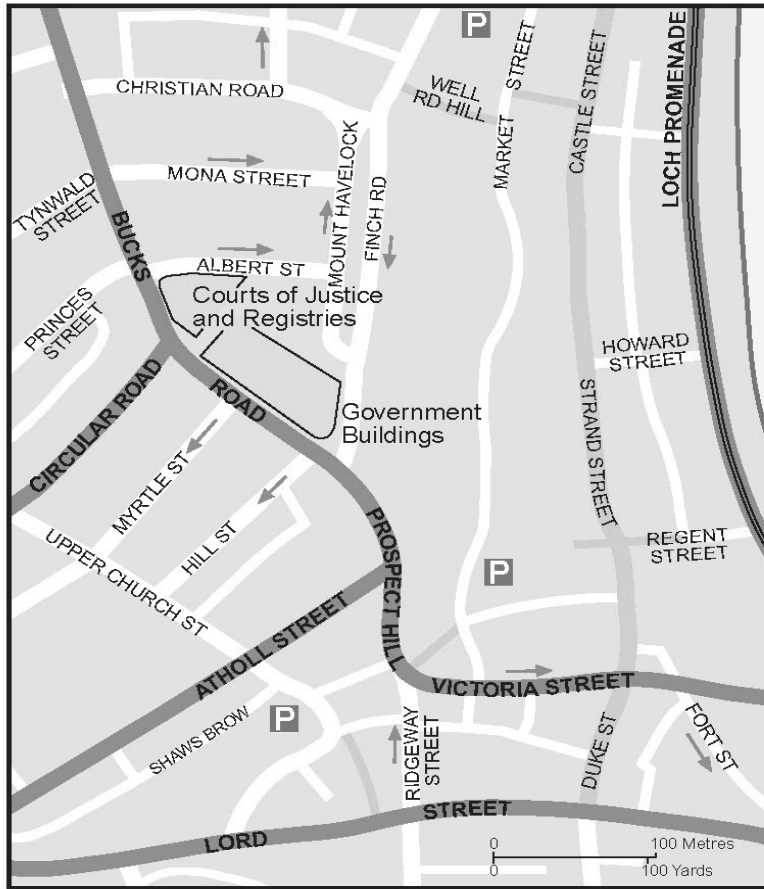 P
CHRISTIAN ROAD
WELL
RD HILL
MARKET STREET
CASTLE STREET
LOCH PROMENADE
MONA STREET
MOUNT HAVELOCK
FINCH RD
TYNWALD
STREET
BUCKS ROAD
ALBERT ST
Courts of Justice
and Registries
PRINCES
STREET
HOWARD
STREET
CIRCULAR ROAD
Government
Buildings
STRAND STREET
MYRTLE ST
HILL ST
PROSPECT HILL
REGENT
STREET
UPPER CHURCH ST
P
ATHOLL STREET
VICTORIA STREET
SHAWS BROW
P
RIDGEWAY
STREET
DUKE ST
FORT ST
LORD STREET
0 100 Metres
0 100 Yards